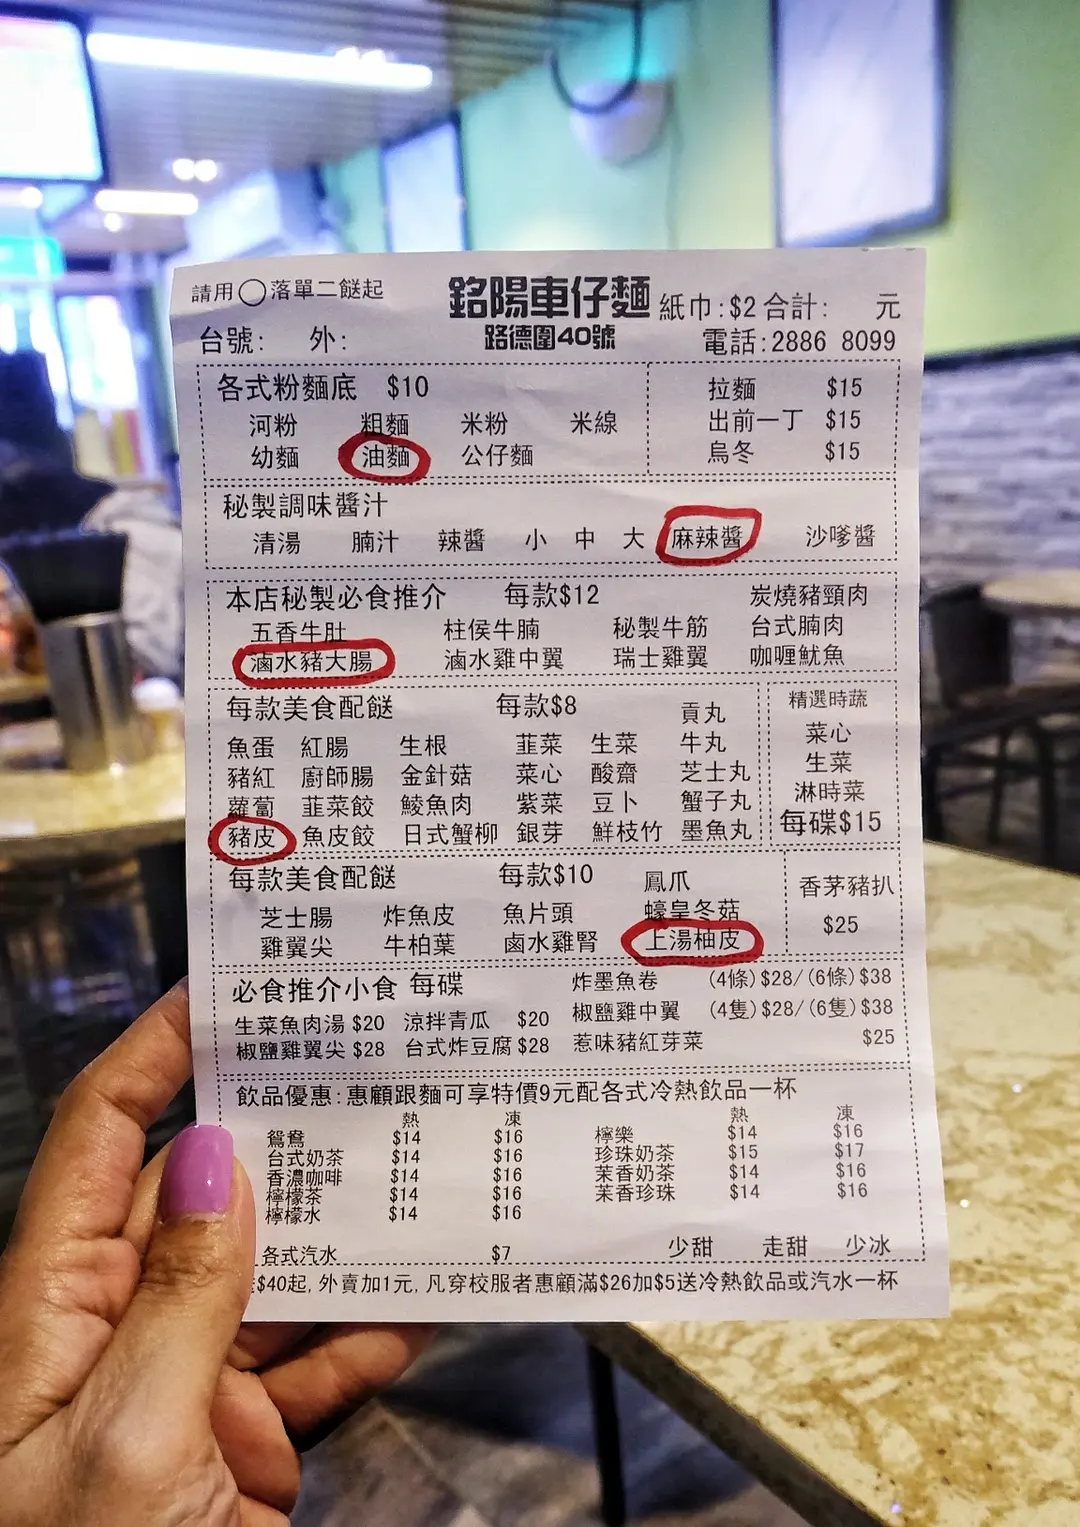 請用◯落單二餸起 銘陽車仔麵 紙巾:$2 合計: 元
台號: 外: 路德圍40號 電話:2886 8099
各式粉麵底 $10
河粉 粗麵 米粉 米線
幼麵 油麵 公仔麵
拉麵 $15
出前一丁 $15
烏冬 $15
秘製調味醬汁
清湯 腩汁 辣醬 小 中 大 麻辣醬 沙嗲醬
本店秘製必食推介 每款$12 炭燒豬頸肉
五香牛肚 柱侯牛腩 秘製牛筋 台式腩肉
滷水豬大腸 滷水雞中翼 瑞士雞翼 咖喱魷魚
每款美食配餸 每款$8 貢丸
魚蛋 紅腸 生根 韮菜 生菜 牛丸
豬紅 廚師腸 金針菇 菜心 酸齋 芝士丸
蘿蔔 韮菜餃 鯪魚肉 紫菜 豆卜 蟹子丸
豬皮 魚皮餃 日式蟹柳 銀芽 鮮枝竹 墨魚丸
精選時蔬
菜心
生菜
淋時菜
每碟$15
每款美食配餸 每款$10 鳳爪
芝士腸 炸魚皮 魚片頭 蠔皇冬菇
雞翼尖 牛柏葉 鹵水雞腎 上湯柚皮
香茅豬扒
$25
必食推介小食 每碟 炸墨魚卷 (4條)$28/(6條)$38
生菜魚肉湯 $20 涼拌青瓜 $20 椒鹽雞中翼 (4隻)$28/(6隻)$38
椒鹽雞翼尖 $28 台式炸豆腐 $28 惹味豬紅芽菜 $25
飲品優惠:惠顧跟麵可享特價9元配各式冷熱飲品一杯
熱 凍 熱 凍
鴛鴦 $14 $16 檸樂 $14 $16
台式奶茶 $14 $16 珍珠奶茶 $15 $17
香濃咖啡 $14 $16 茉香奶茶 $14 $16
檸檬茶 $14 $16 茉香珍珠 $14 $16
檸檬水 $14 $16
各式汽水 $7 少甜 走甜 少冰
$40起,外賣加1元,凡穿校服者惠顧滿$26加$5送冷熱飲品或汽水一杯